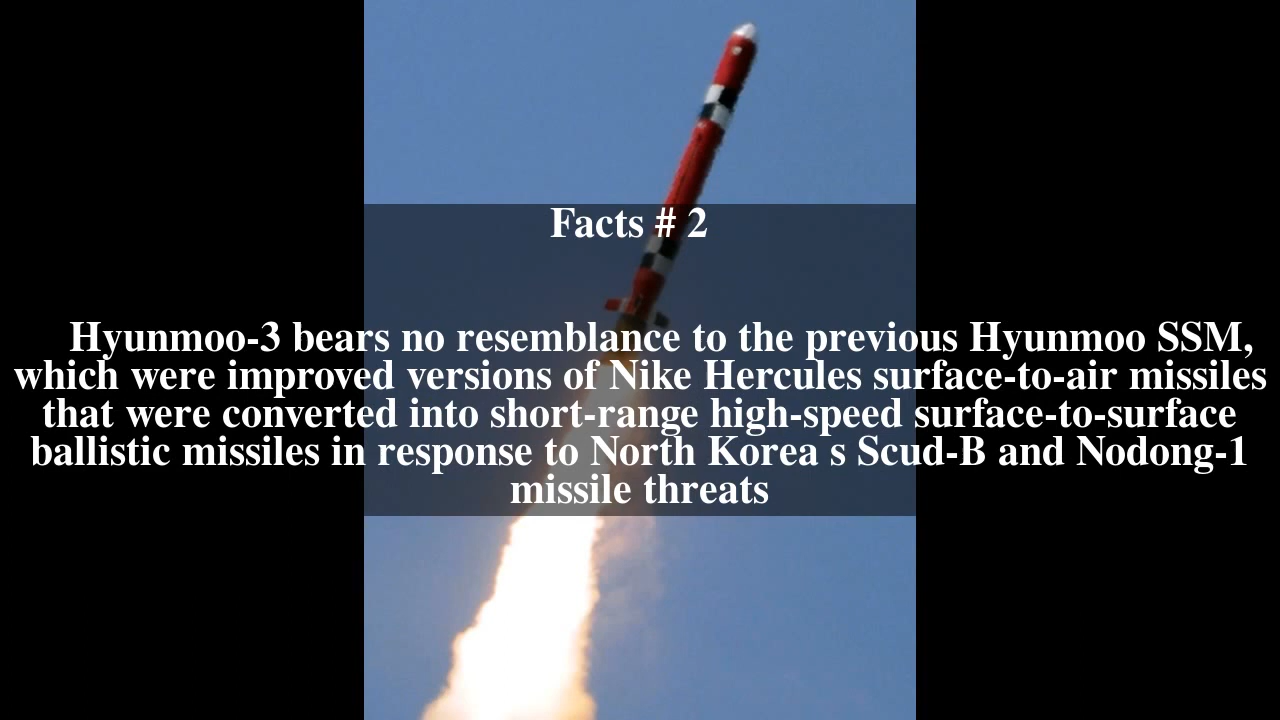 Facts # 2
Hyunmoo-3 bears no resemblance to the previous Hyunmoo SSM,
which were improved versions of Nike Hercules surface-to-air missiles
that were converted into short-range high-speed surface-to-surface
ballistic missiles in response to North Korea s Scud-B and Nodong-1
missile threats